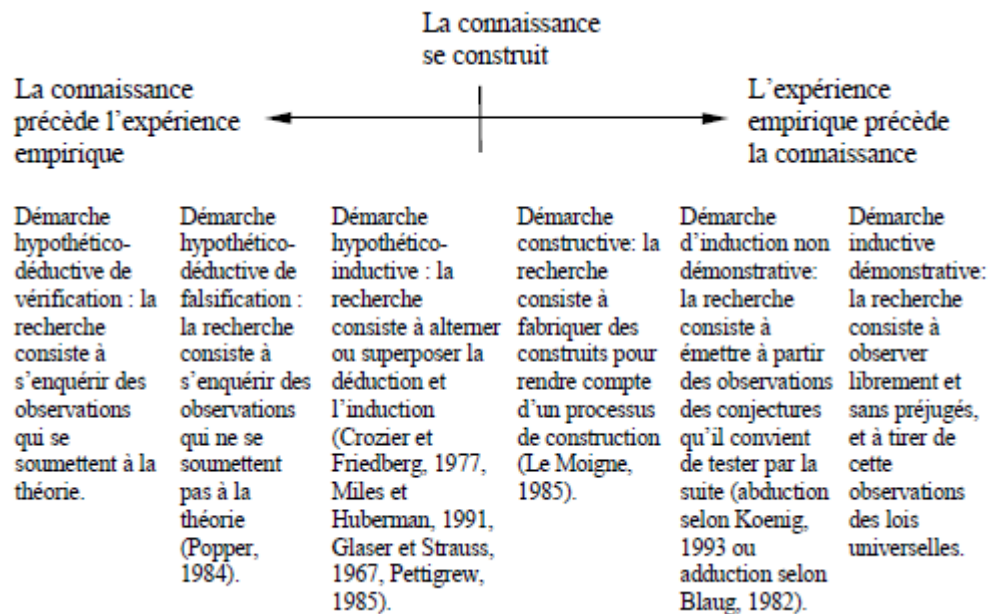 La connaissance
se construit
La connaissance
précède l'expérience
empirique
L'expérience
empirique précède
la connaissance
Démarche
hypothético-
déductive de
vérification : la
recherche
consiste à
s'enquérir des
observations
qui se
soumettent à la
théorie.
Démarche
hypothético-
déductive de
falsification :
la recherche
consiste à
s'enquérir des
observations
qui ne se
soumettent
pas à la
théorie
(Popper,
1984).
Démarche
hypothético-
inductive : la
recherche
consiste à alterner
ou superposer la
déduction et
l'induction
(Crozier et
Friedberg, 1977,
Miles et
Huberman, 1991,
Glaser et Strauss,
1967, Pettigrew,
1985).
Démarche
constructive: la
recherche
consiste à
fabriquer des
construits pour
rendre compte
d'un processus
de construction
(Le Moigne,
1985).
Démarche
d'induction non
démonstrative:
la recherche
consiste à
émettre à partir
des observations
des conjectures
qu'il convient
de tester par la
suite (abduction
selon Koenig,
1993 ou
adduction selon
Blaug, 1982).
Démarche
inductive
démonstrative:
la recherche
consiste à
observer
librement et
sans préjugés,
et à tirer de
cette
observations
des lois
universelles.